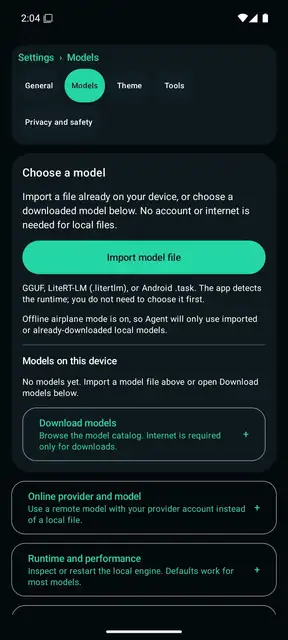 2:04
Settings › Models
General
Models
Theme
Tools
Privacy and safety
Choose a model
Import a file already on your device, or choose a
downloaded model below. No account or internet is
needed for local files.
Import model file
GGUF, LiteRT-LM (.litertlm), or Android .task. The app detects
the runtime; you do not need to choose it first.
Offline airplane mode is on, so Agent will only use imported
or already-downloaded local models.
Models on this device
No models yet. Import a model file above or open Download
models below.
Download models
Browse the model catalog. Internet is required
only for downloads.
+
Online provider and model
Use a remote model with your provider account instead
of a local file.
+
Runtime and performance
Inspect or restart the local engine. Defaults work for
most models.
+